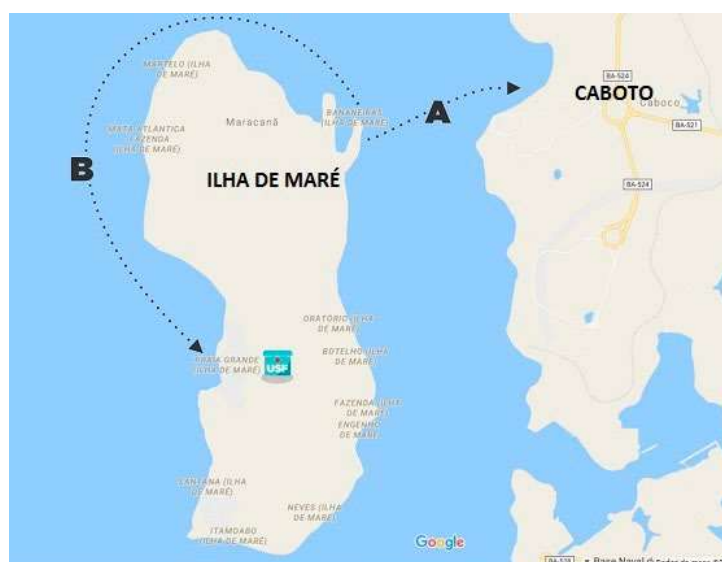 MARTELO (ILHA
DE MARÉ)
Maracanã
BANANEIRAS
(ILHA DE MARÉ)
A
BA-524
CABOTO
Caboco
BA-521
MATA ATLÂNTICA
FAZENDA
(ILHA DE MARÉ)
B
ILHA DE MARÉ
BA-524
ORATÓRIO (ILHA
DE MARÉ)
PRAIA GRANDE
(ILHA DE MARÉ)
USF
BOTELHO (ILHA
DE MARÉ)
FAZENDA (ILHA
DE MARÉ)
ENGENHO
DE MARÉ)
SANTANA (ILHA
DE MARÉ)
NEVES (ILHA
DE MARÉ)
ITAMOABO
(ILHA DE MARÉ)
Google
BA-528
Base Naval